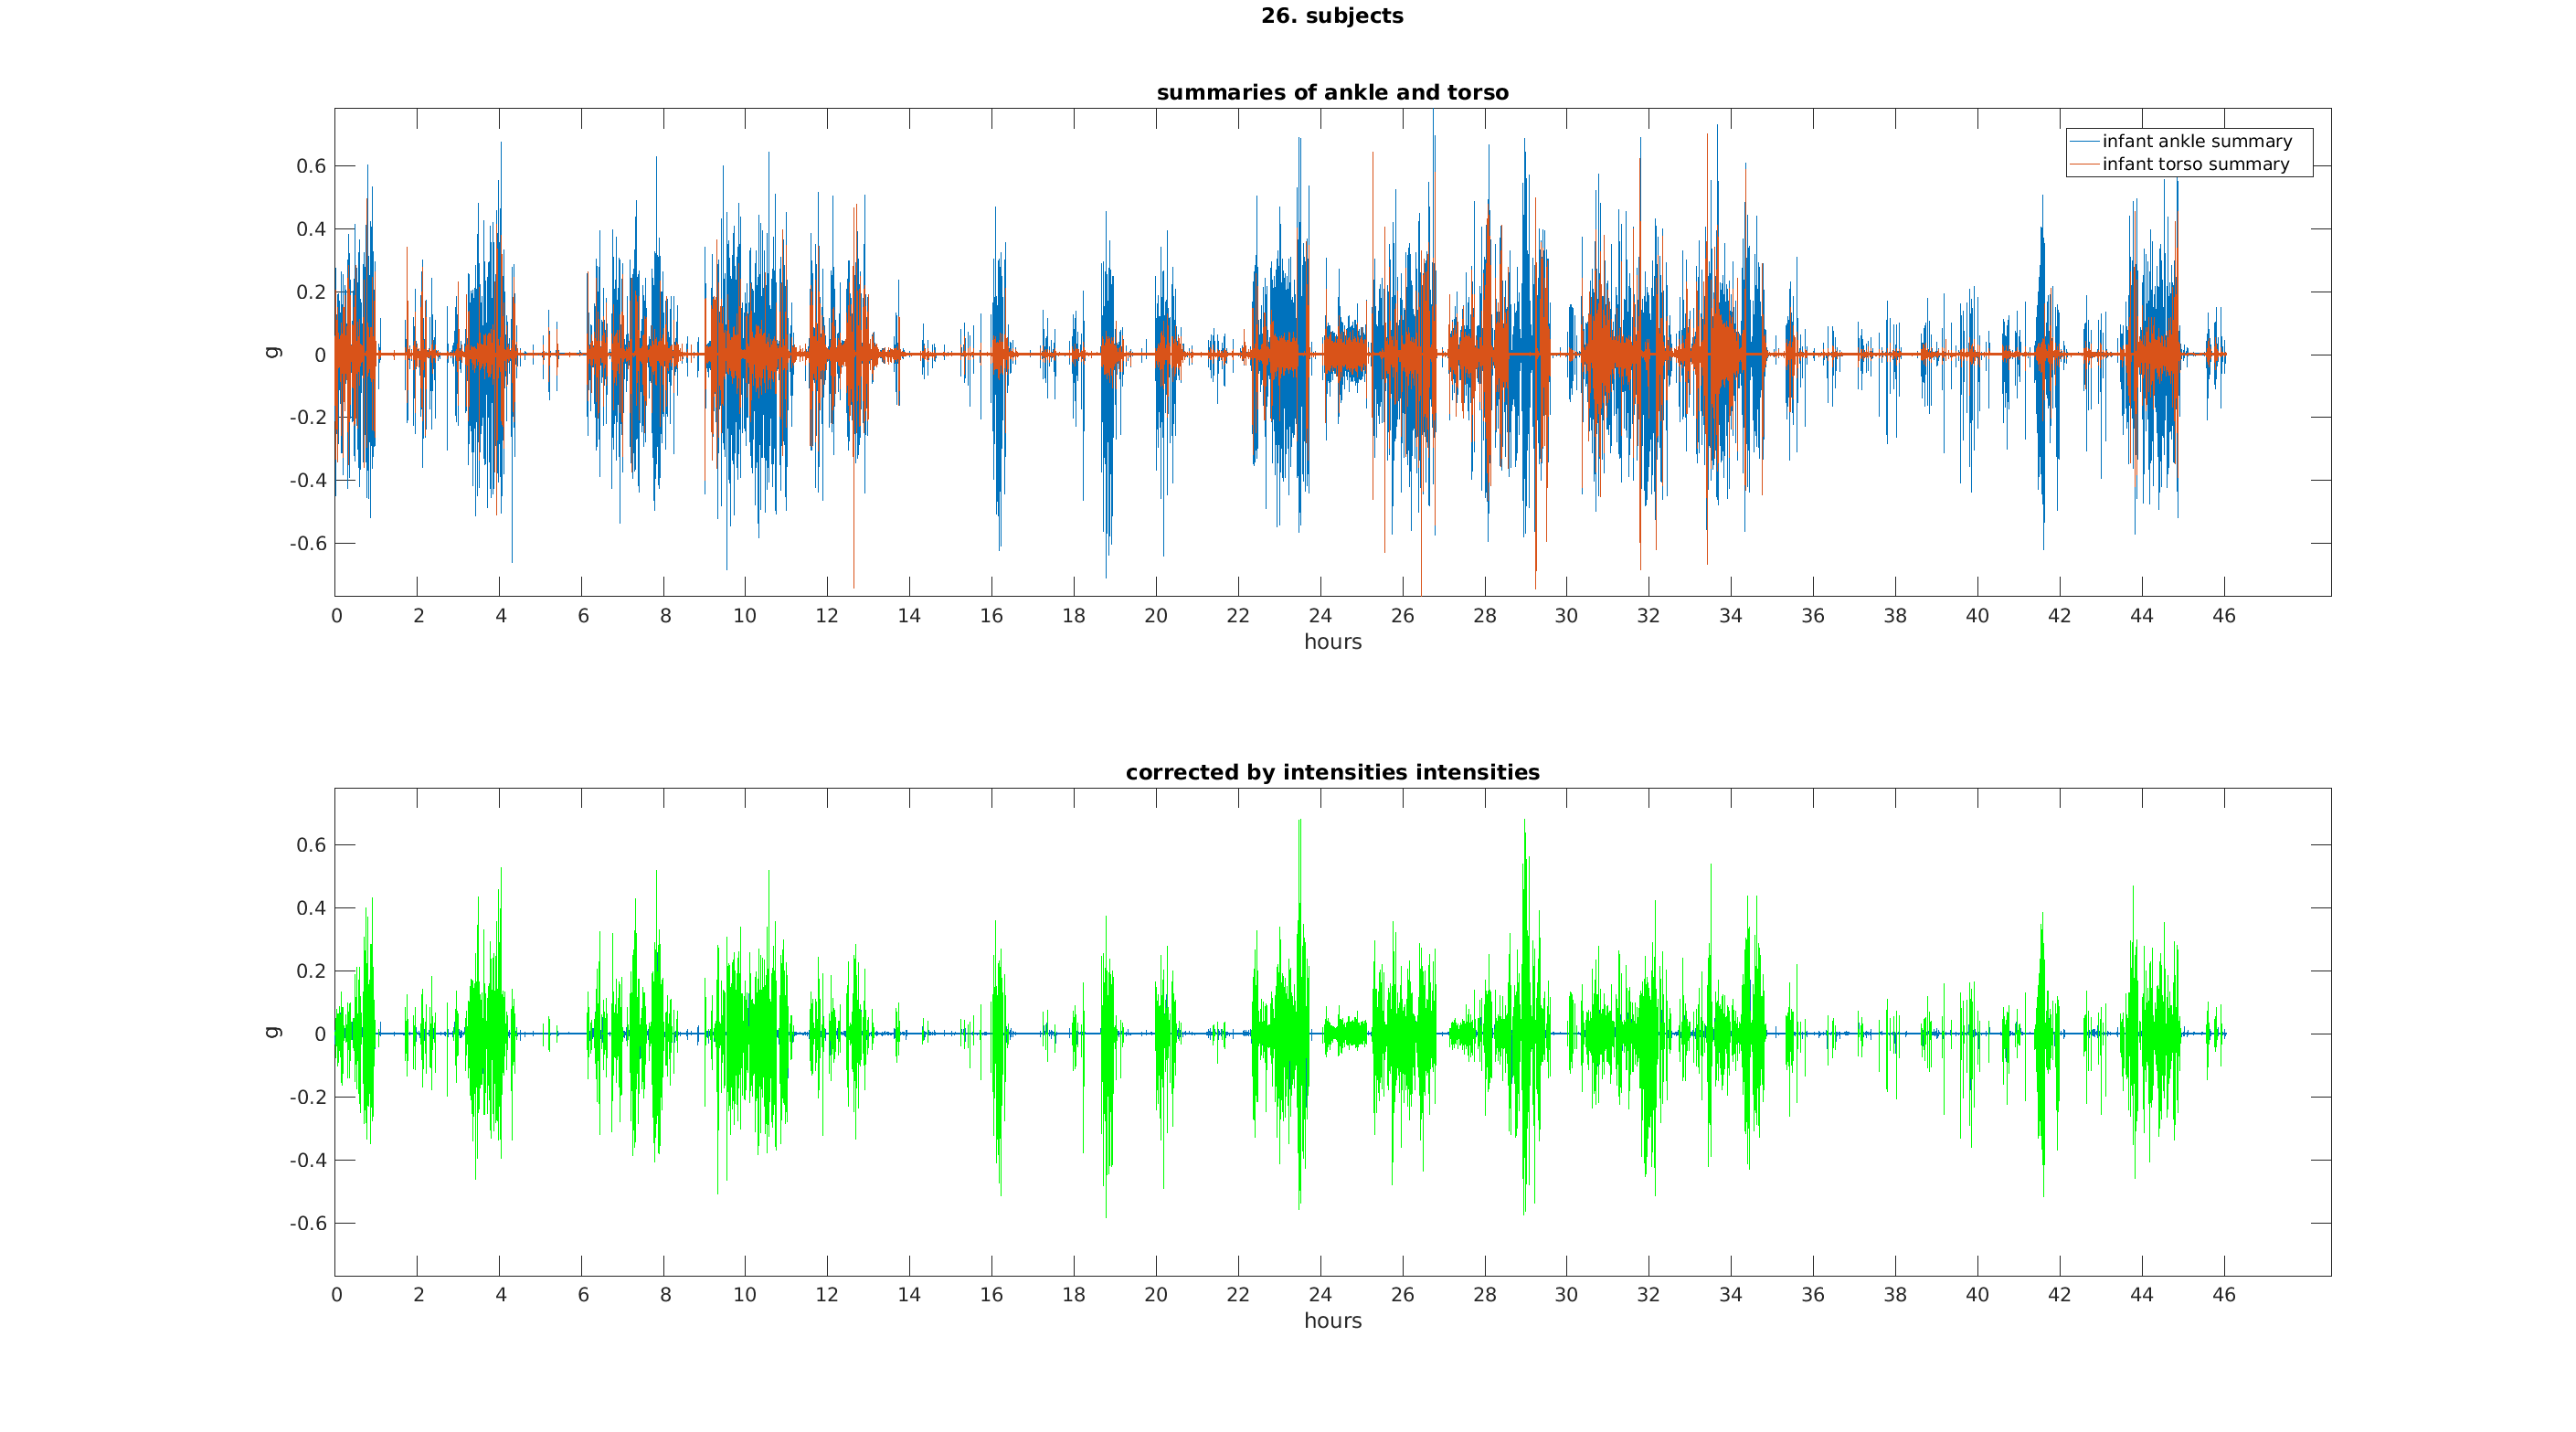 26. subjects
summaries of ankle and torso
infant ankle summary
infant torso summary
0.6
0.4
0.2
0
-0.2
-0.4
-0.6
g
0 2 4 6 8 10 12 14 16 18 20 22 24 26 28 30 32 34 36 38 40 42 44 46
hours
corrected by intensities intensities
0.6
0.4
0.2
0
-0.2
-0.4
-0.6
g
0 2 4 6 8 10 12 14 16 18 20 22 24 26 28 30 32 34 36 38 40 42 44 46
hours